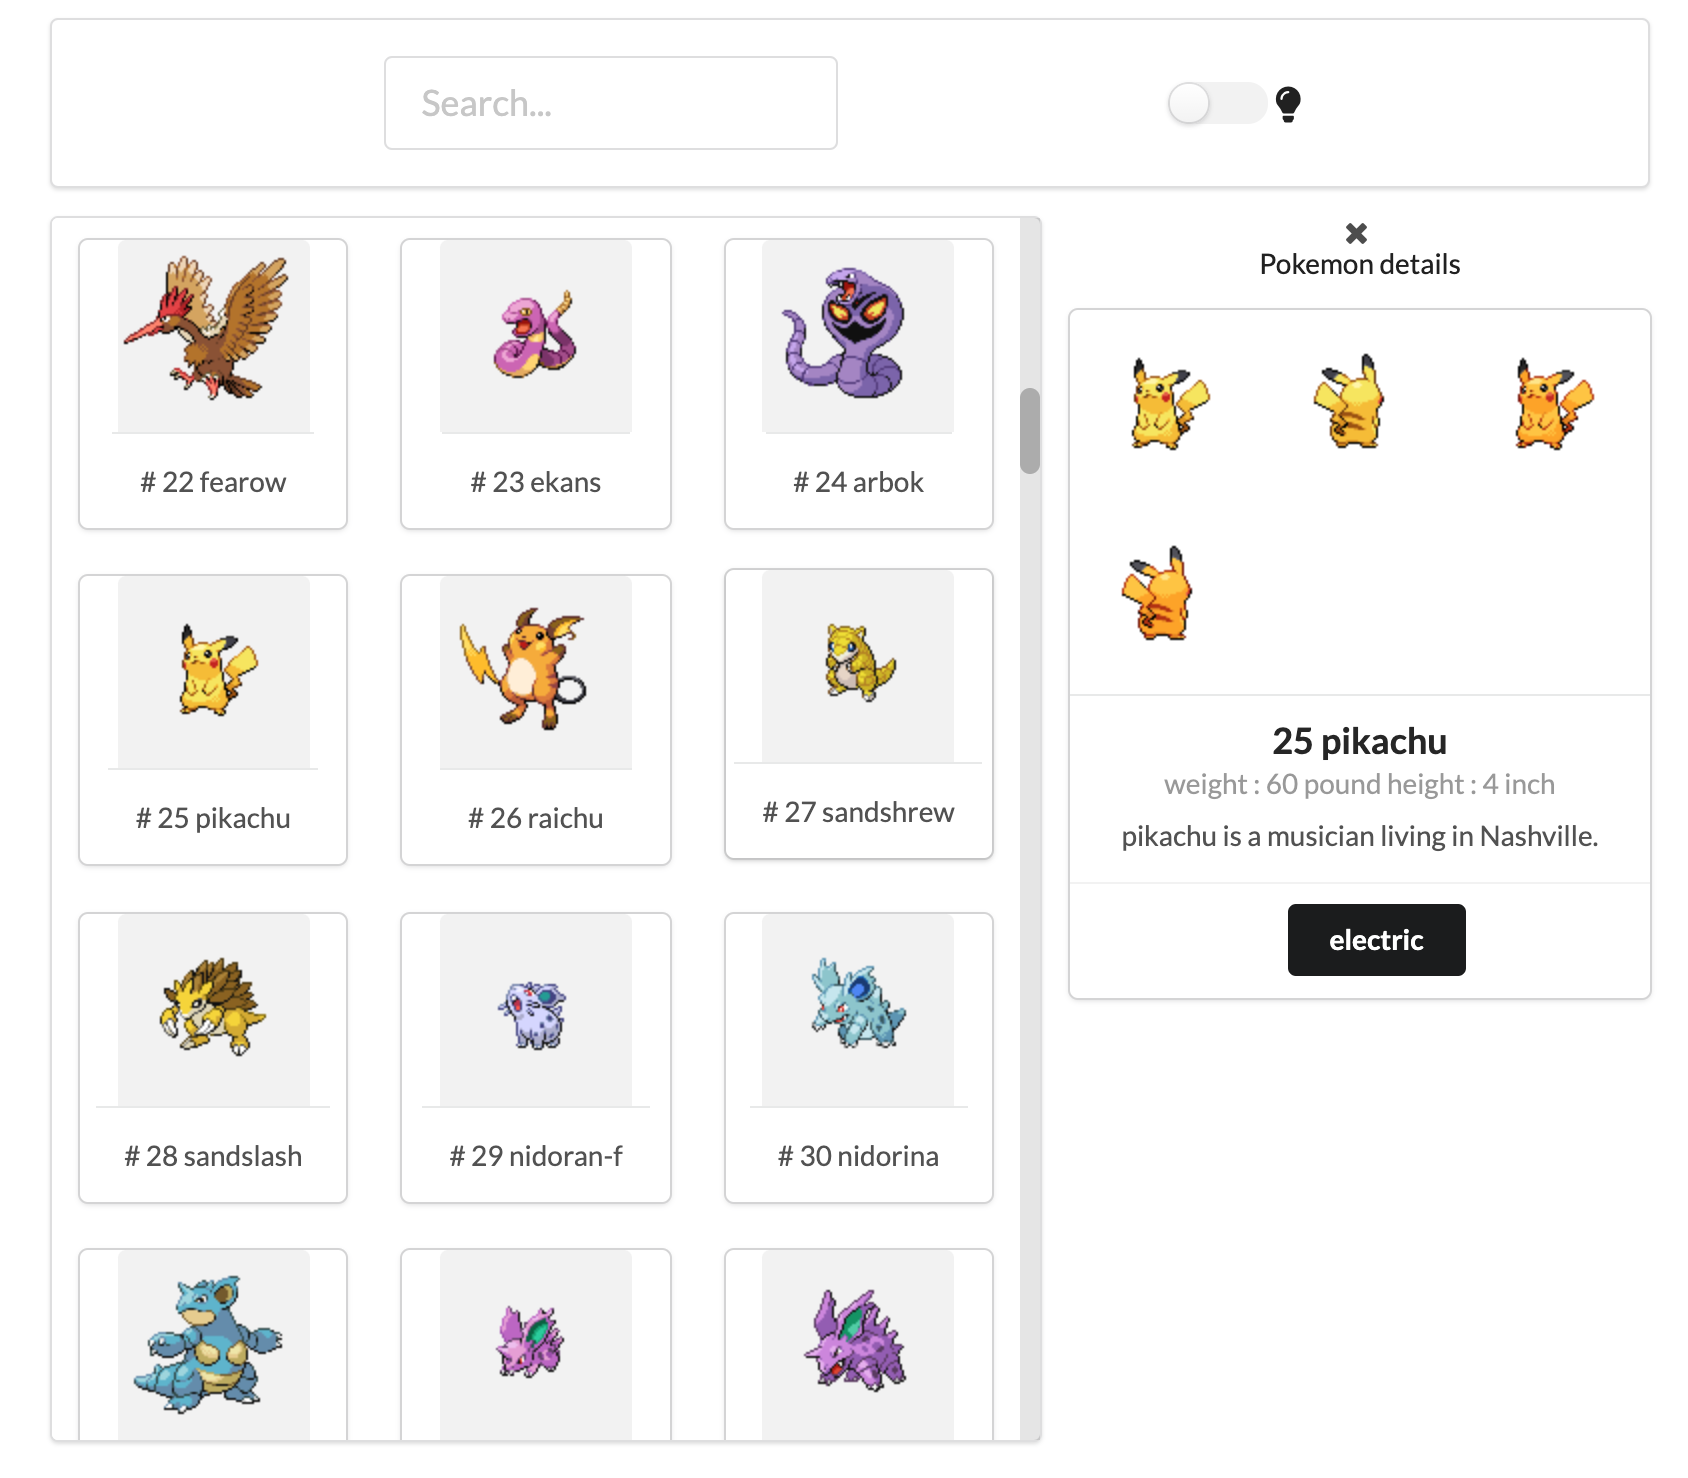 Search...
Pokemon details
# 22 fearow
# 23 ekans
# 24 arbok
# 25 pikachu
# 26 raichu
# 27 sandshrew
# 28 sandslash
# 29 nidoran-f
# 30 nidorina
25 pikachu
weight : 60 pound height : 4 inch
pikachu is a musician living in Nashville.
electric